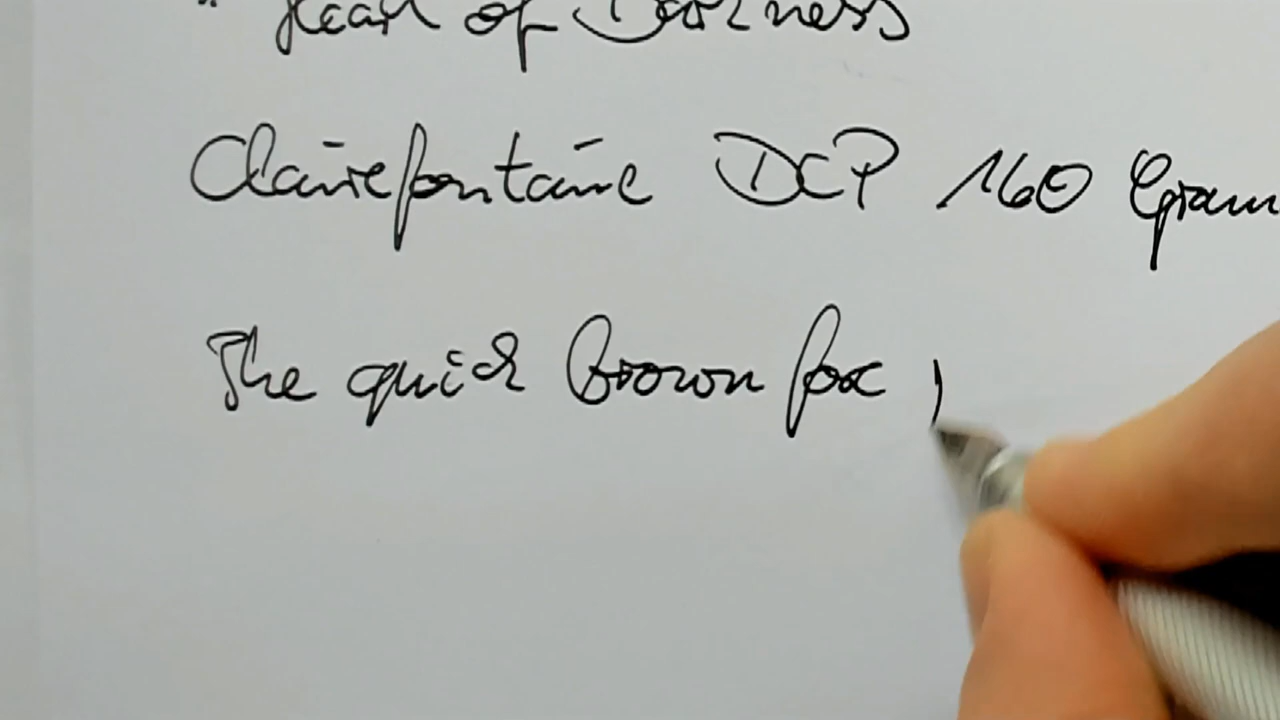 " Heart of Darkness
Clairefontaine DCP 160 Gram
The quick brown fox